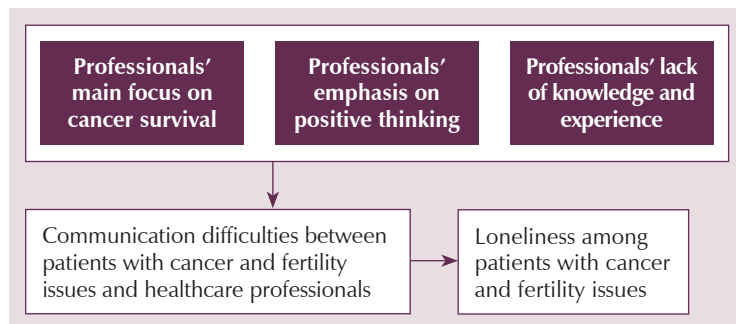 Professionals’
main focus on
cancer survival
Professionals’
emphasis on
positive thinking
Professionals’ lack
of knowledge and
experience
Communication difficulties between
patients with cancer and fertility
issues and healthcare professionals
Loneliness among
patients with cancer
and fertility issues